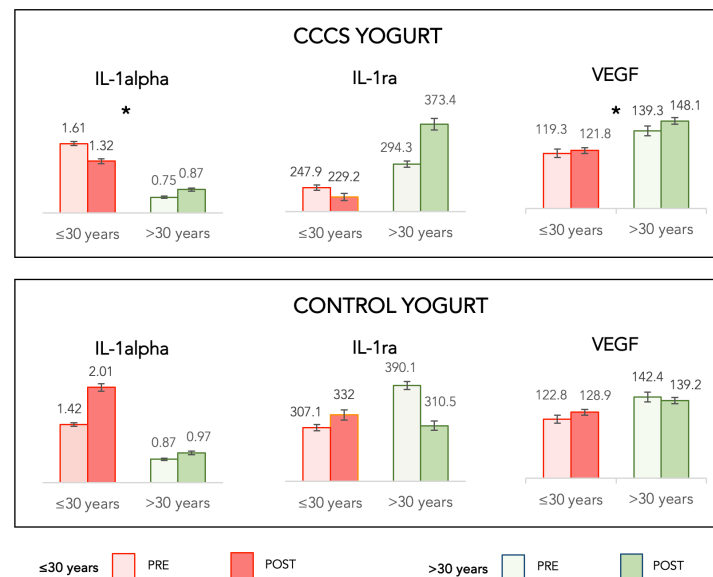 CCCS YOGURT
IL-1alpha IL-1ra VEGF
* *
1.61 1.32 0.75 0.87 247.9 229.2 294.3 373.4 119.3 121.8 139.3 148.1
≤30 years >30 years ≤30 years >30 years ≤30 years >30 years
CONTROL YOGURT
IL-1alpha IL-1ra VEGF
1.42 2.01 0.87 0.97 307.1 332 390.1 310.5 122.8 128.9 142.4 139.2
≤30 years >30 years ≤30 years >30 years ≤30 years >30 years
≤30 years PRE POST >30 years PRE POST